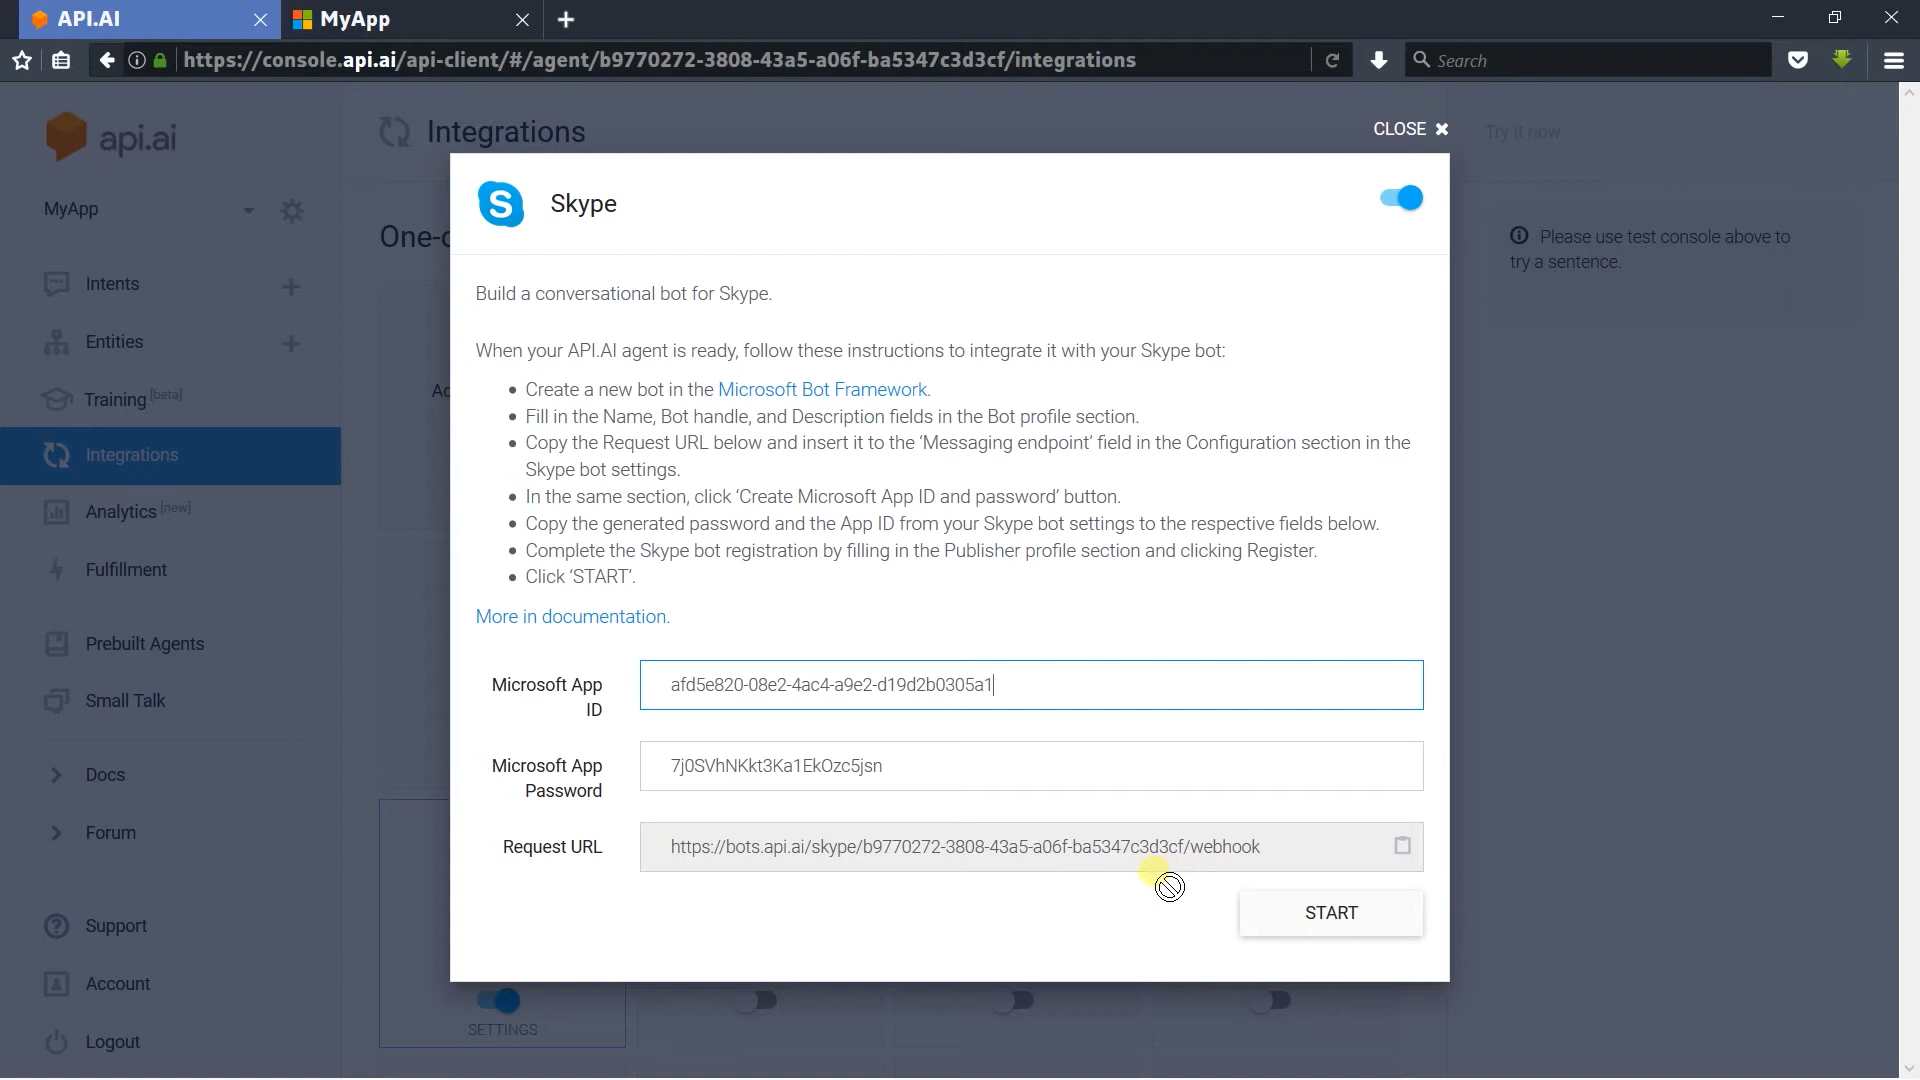 API.AI
MyApp
https://console.api.ai/api-client/#/agent/b9770272-3808-43a5-a06f-ba5347c3d3cf/integrations
Search
api.ai
Integrations
CLOSE
Try it now
MyApp
Skype
Please use test console above to
try a sentence.
One-c
Intents
Entities
Training [beta]
Integrations
Analytics [new]
Fulfillment
Prebuilt Agents
Small Talk
Docs
Forum
Support
Account
Logout
Ac
Build a conversational bot for Skype.
When your API.AI agent is ready, follow these instructions to integrate it with your Skype bot:
• Create a new bot in the Microsoft Bot Framework.
• Fill in the Name, Bot handle, and Description fields in the Bot profile section.
• Copy the Request URL below and insert it to the ‘Messaging endpoint’ field in the Configuration section in the
Skype bot settings.
• In the same section, click ‘Create Microsoft App ID and password’ button.
• Copy the generated password and the App ID from your Skype bot settings to the respective fields below.
• Complete the Skype bot registration by filling in the Publisher profile section and clicking Register.
• Click ‘START’.
More in documentation.
Microsoft App
ID
afd5e820-08e2-4ac4-a9e2-d19d2b0305a1
Microsoft App
Password
7j0SVhNKkt3Ka1EkOzc5jsn
Request URL
https://bots.api.ai/skype/b9770272-3808-43a5-a06f-ba5347c3d3cf/webhook
START
SETTINGS